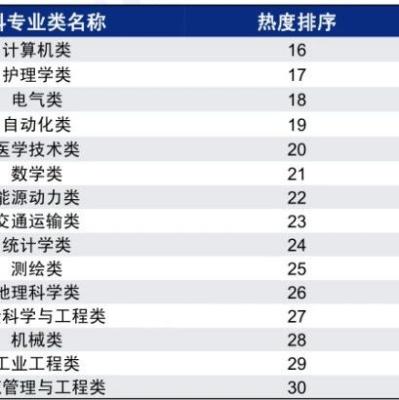 科专业类名称 热度排序
计算机类 16
护理学类 17
电气类 18
自动化类 19
医学技术类 20
数学类 21
能源动力类 22
交通运输类 23
统计学类 24
测绘类 25
地理科学类 26
科学与工程类 27
机械类 28
工业工程类 29
管理与工程类 30